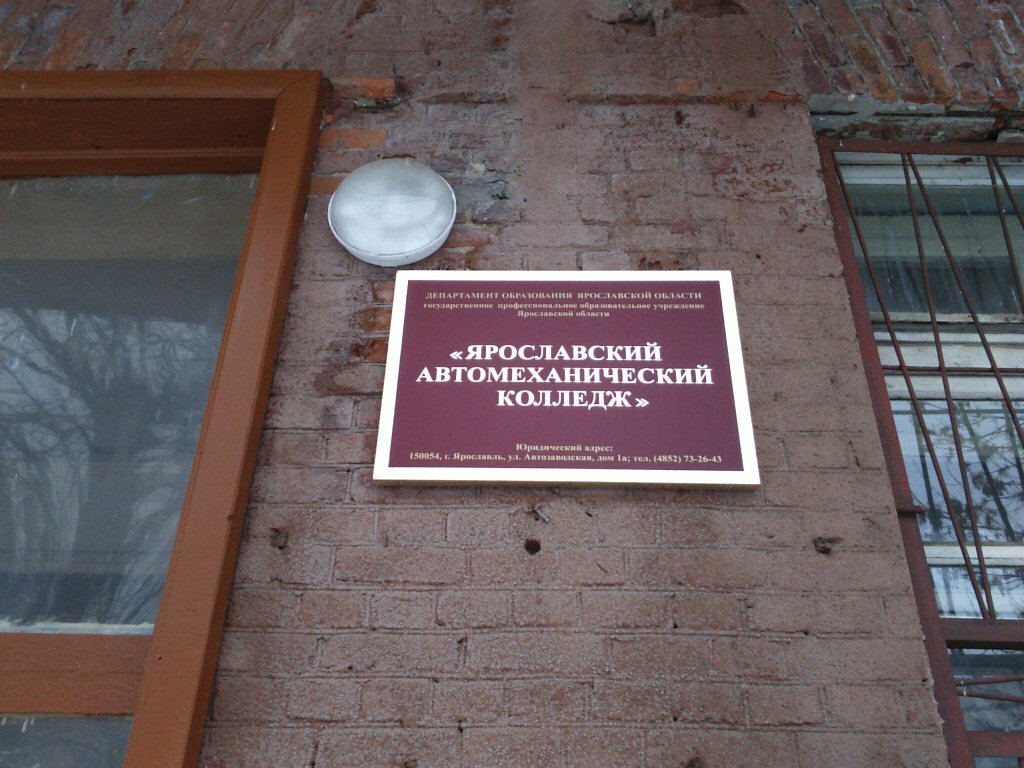 ДЕПАРТАМЕНТ ОБРАЗОВАНИЯ ЯРОСЛАВСКОЙ ОБЛАСТИ
государственное профессиональное образовательное учреждение
Ярославской области
«ЯРОСЛАВСКИЙ
АВТОМЕХАНИЧЕСКИЙ
КОЛЛЕДЖ»
Юридический адрес:
150054, г. Ярославль, ул. Автозаводская, дом 1а; тел. (4852) 73-26-43